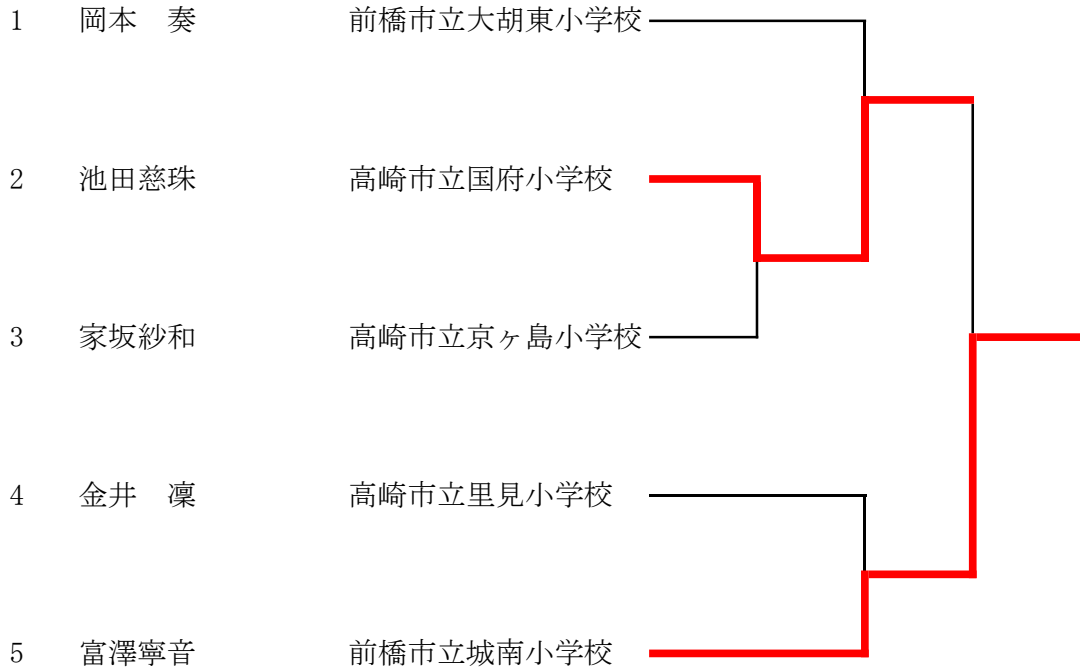 1 岡本　奏 前橋市立大胡東小学校
2 池田慈珠 高崎市立国府小学校
3 家坂紗和 高崎市立京ヶ島小学校
4 金井　凜 高崎市立里見小学校
5 富澤寧音 前橋市立城南小学校